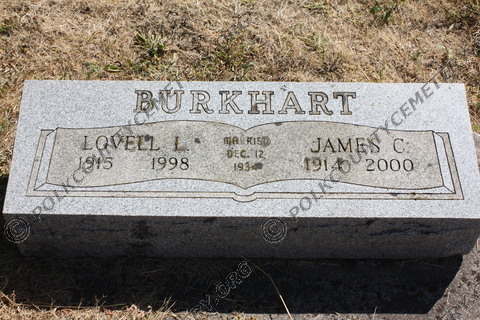 BURKHART
LOVELL L.
1915 1998
MARRIED
DEC. 12
JAMES C.
1914 2000